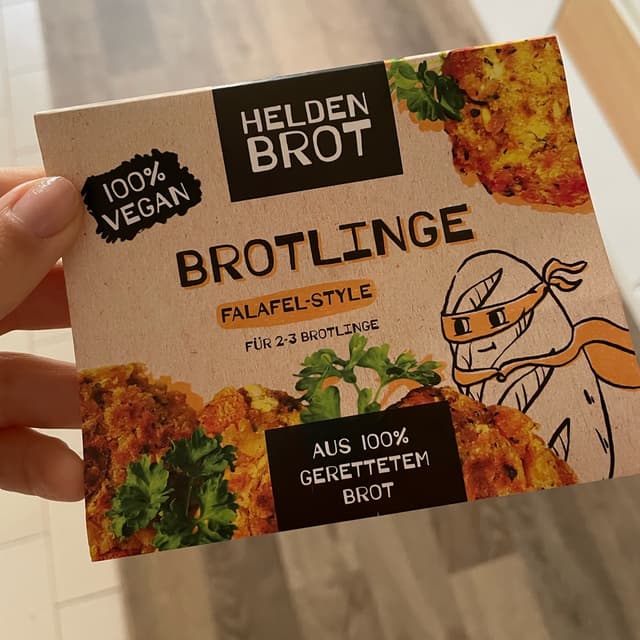 HELDEN
BROT
100%
VEGAN
BROTLINGE
FALAFEL-STYLE
FÜR 2-3 BROTLINGE
AUS 100%
GERETTETEM
BROT